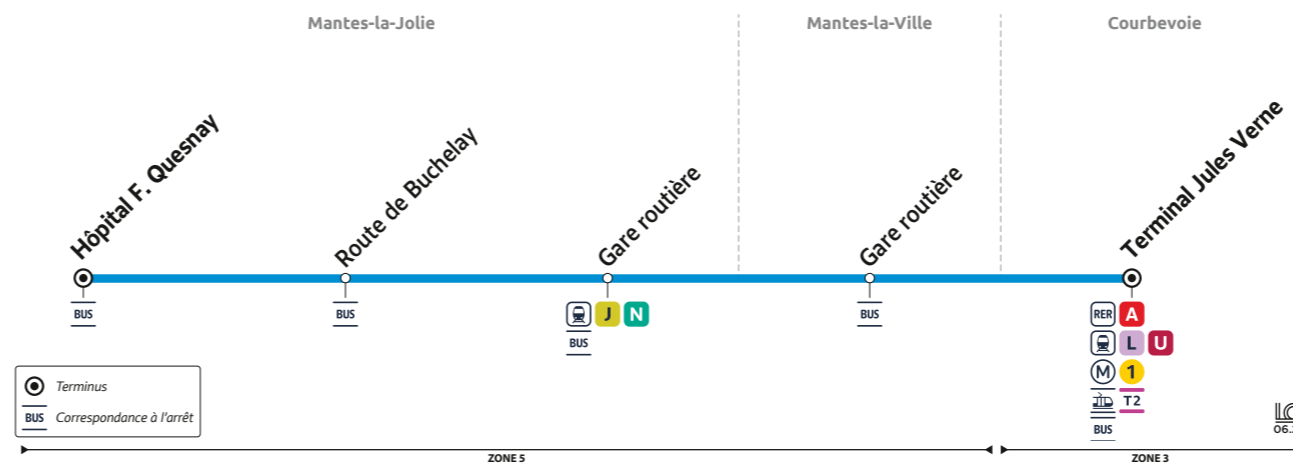 Mantes-la-Jolie
Mantes-la-Ville
Courbevoie
Hôpital F. Quesnay
Route de Buchelay
Gare routière
Gare routière
Terminal Jules Verne
BUS
BUS
J N
BUS
BUS
RER A
L U
M 1
T2
BUS
Terminus
BUS Correspondance à l'arrêt
ZONE 5
ZONE 3